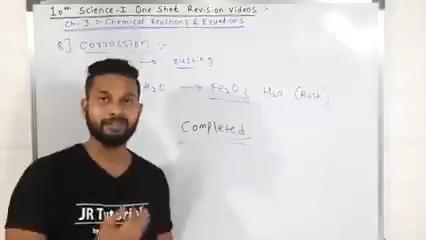 10th Science-I One Shot Revision Videos :-
Ch-3 :- Chemical Reactions & Equations
8] Corrossion :-
→ rusting
H₂O → Fe₂O₃ . H₂O (Rust)
Completed
JR Tutorials